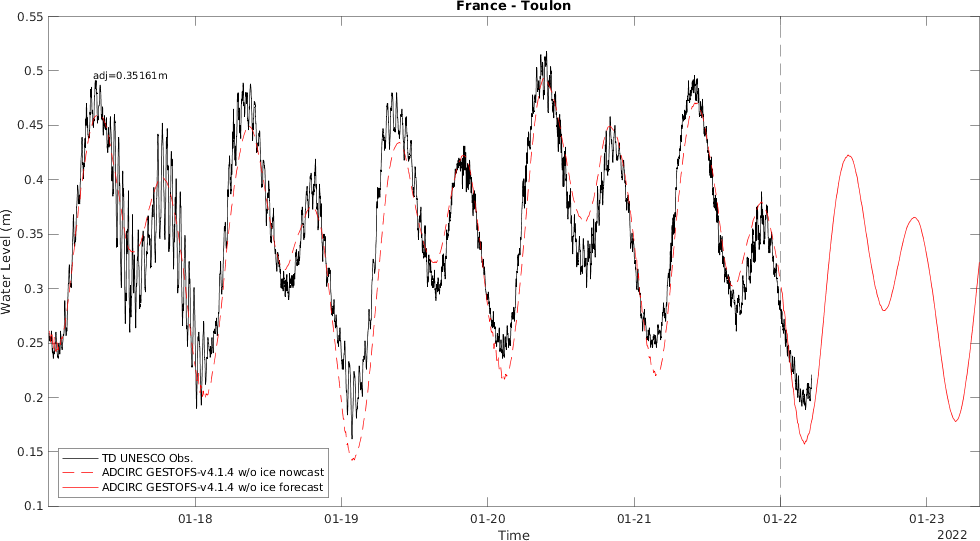 France - Toulon
0.55
0.5
0.45
0.4
0.35
0.3
0.25
0.2
0.15
0.1
Water Level (m)
adj=0.35161m
TD UNESCO Obs.
ADCIRC GESTOFS-v4.1.4 w/o ice nowcast
ADCIRC GESTOFS-v4.1.4 w/o ice forecast
01-18 01-19 01-20 01-21 01-22 01-23
Time
2022